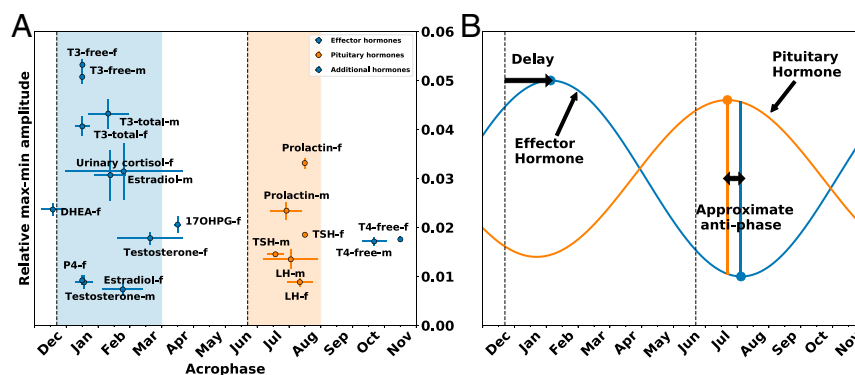 A
Relative max-min amplitude
Effector hormones
Pituitary hormones
Additional hormones
T3-free-f
T3-free-m
T3-total-m
T3-total-f
Urinary cortisol-f
Estradiol-m
DHEA-f
17OHPG-f
Testosterone-f
P4-f
Estradiol-f
Testosterone-m
Prolactin-f
Prolactin-m
TSH-f
TSH-m
LH-m
LH-f
T4-free-f
T4-free-m
0.06
0.05
0.04
0.03
0.02
0.01
0.00
Dec Jan Feb Mar Apr May Jun Jul Aug Sep Oct Nov
Acrophase
B
Delay
Effector
Hormone
Pituitary
Hormone
Approximate
anti-phase
Dec Jan Feb Mar Apr May Jun Jul Aug Sep Oct Nov